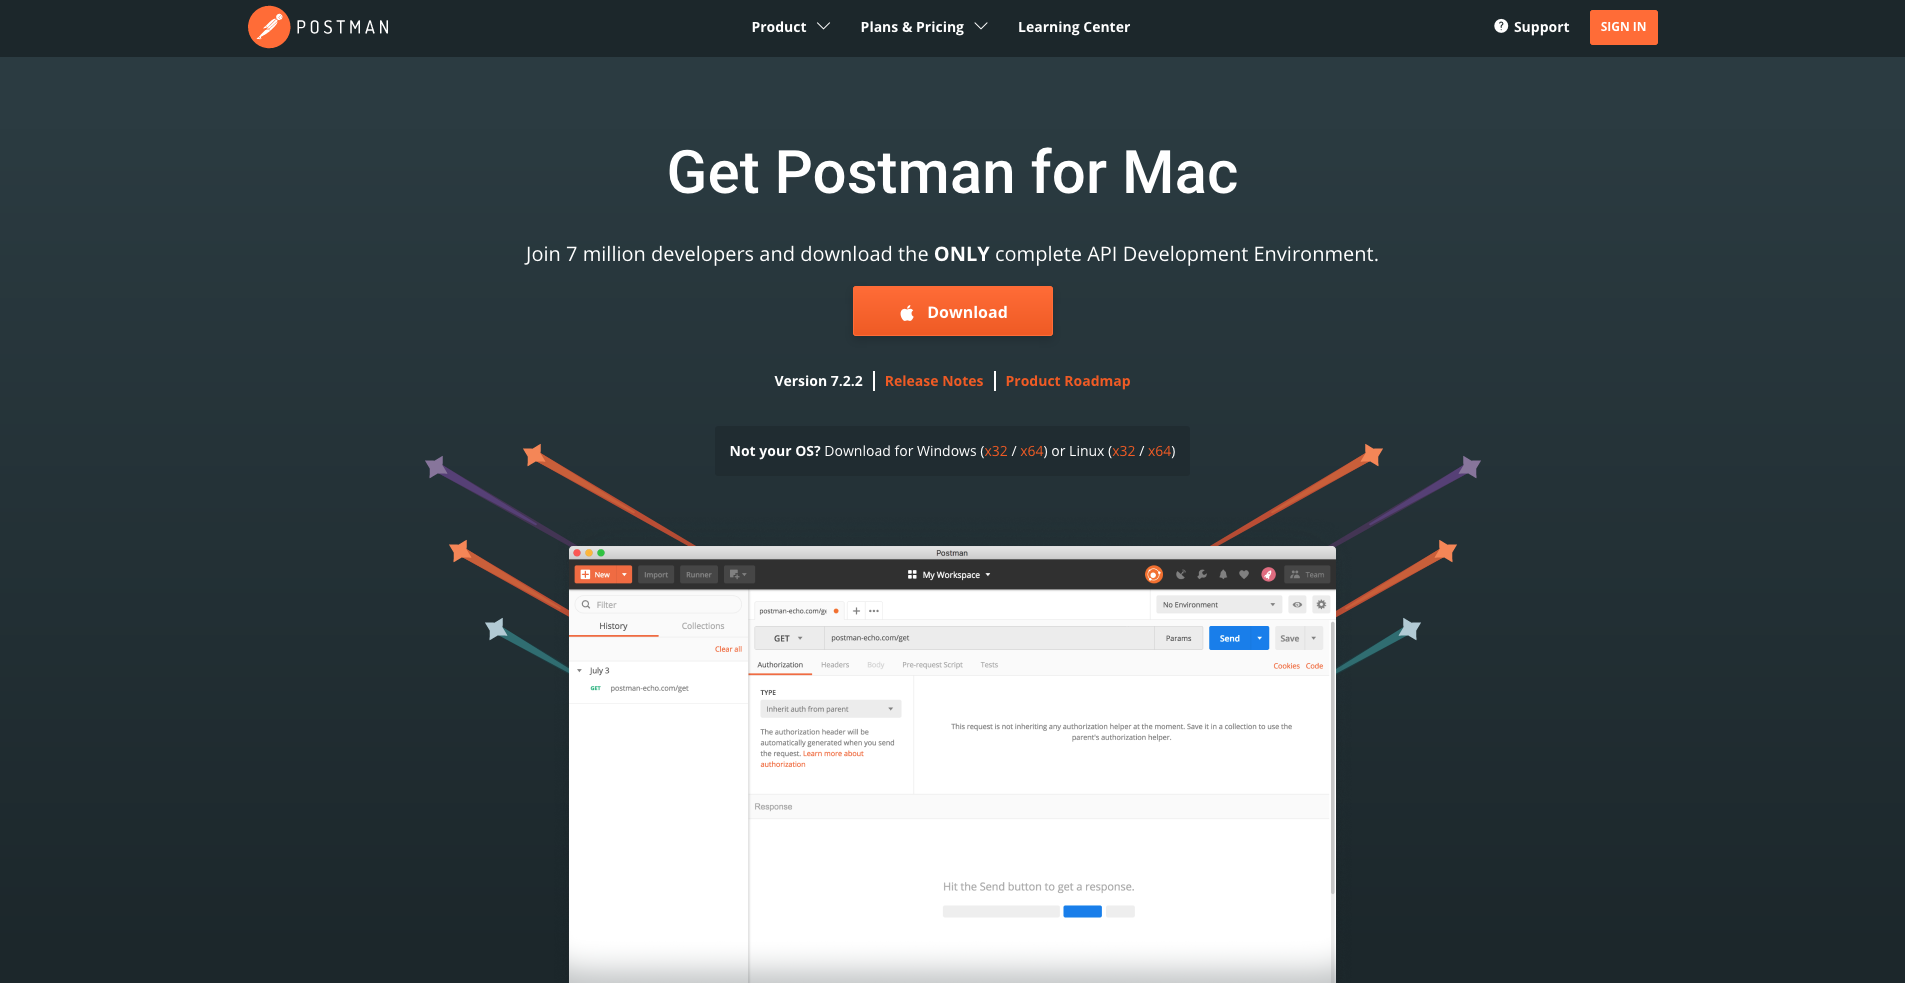 POSTMAN
Product
Plans & Pricing
Learning Center
Support
SIGN IN
Get Postman for Mac
Join 7 million developers and download the ONLY complete API Development Environment.
Download
Version 7.2.2
Release Notes
Product Roadmap
Not your OS? Download for Windows (x32 / x64) or Linux (x32 / x64)
Postman
New
Import
Runner
My Workspace
Team
Filter
History
Collections
Clear all
July 3
GET postman-echo.com/get
postman-echo.com/ge
No Environment
GET
postman-echo.com/get
Params
Send
Save
Authorization
Headers
Body
Pre-request Script
Tests
Cookies
Code
TYPE
Inherit auth from parent
The authorization header will be
automatically generated when you send
the request. Learn more about
authorization
This request is not inheriting any authorization helper at the moment. Save it in a collection to use the
parent's authorization helper.
Response
Hit the Send button to get a response.